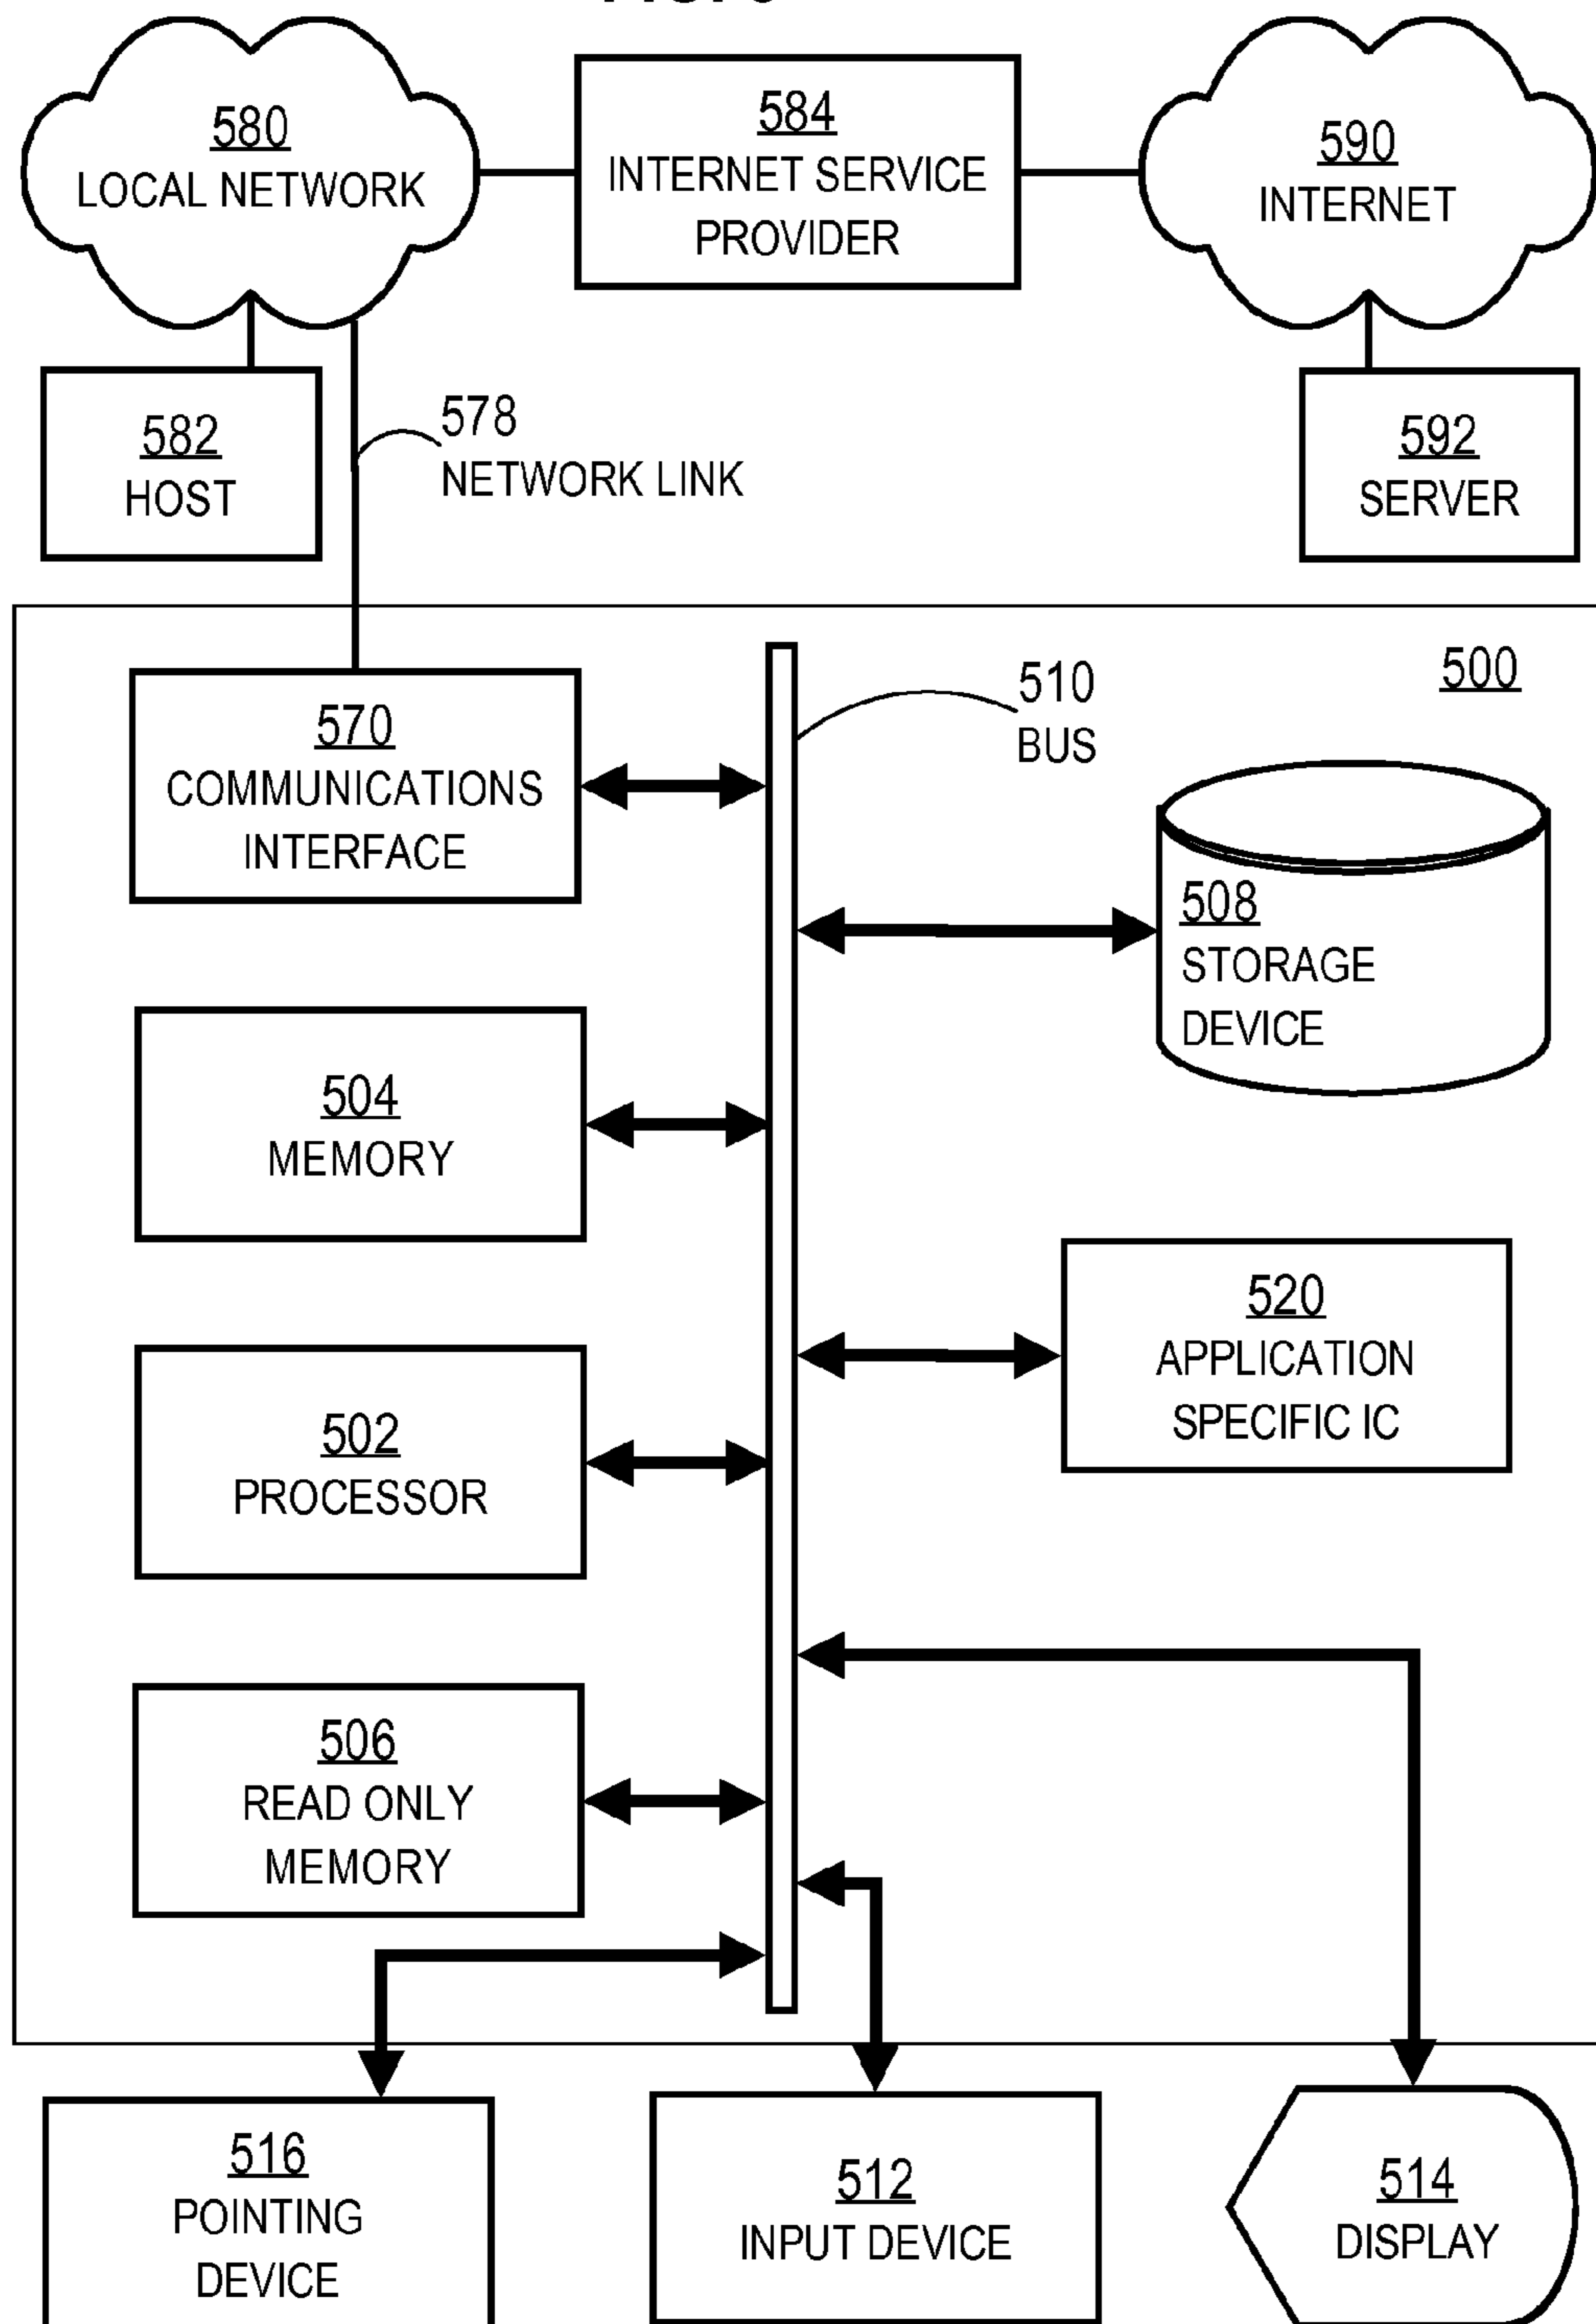 580
LOCAL NETWORK
584
INTERNET SERVICE
PROVIDER
590
INTERNET
582
HOST
578
NETWORK LINK
592
SERVER
500
570
COMMUNICATIONS
INTERFACE
510
BUS
508
STORAGE
DEVICE
504
MEMORY
520
APPLICATION
SPECIFIC IC
502
PROCESSOR
506
READ ONLY
MEMORY
516
POINTING
DEVICE
512
INPUT DEVICE
514
DISPLAY